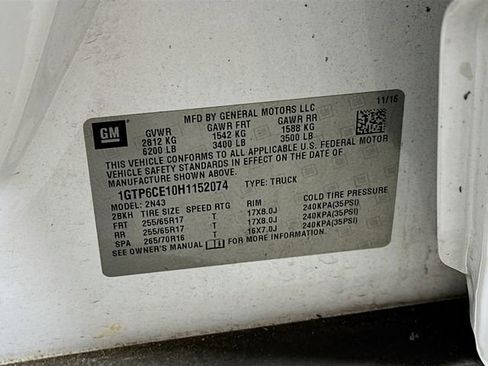 MFD BY GENERAL MOTORS LLC
11/16
GM
GVWR GAWR FRT GAWR RR
2812 KG 1542 KG 1588 KG
6200 LB 3400 LB 3500 LB
THIS VEHICLE CONFORMS TO ALL APPLICABLE U.S. FEDERAL MOTOR
VEHICLE SAFETY STANDARDS IN EFFECT ON THE DATE OF
MANUFACTURE SHOWN ABOVE.
1GTP6CE10H1152074 TYPE: TRUCK
MODEL: 2N43
2BKH TIRE SIZE SPEED RTG RIM COLD TIRE PRESSURE
FRT 255/65R17 T 17X8.0J 240KPA(35PSI)
RR 255/65R17 T 17X8.0J 240KPA(35PSI)
SPA 265/70R16 T 16X7.0J 240KPA(35PSI)
SEE OWNER'S MANUAL FOR ADDITIONAL INFORMATION